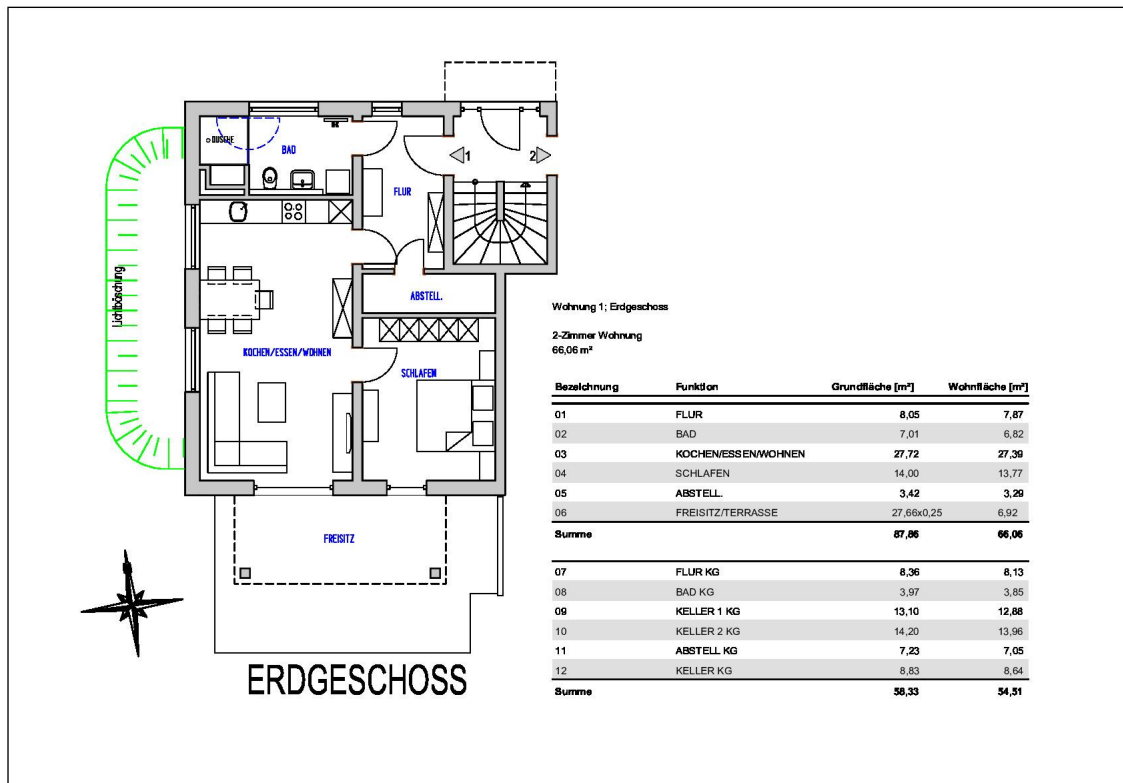 DUSCHE
BAD
1
2
FLUR
Lichtböschung
ABSTELL.
KOCHEN/ESSEN/WOHNEN
SCHLAFEN
FREISITZ
ERDGESCHOSS
Wohnung 1; Erdgeschoss
2-Zimmer Wohnung
66,06 m²
Bezeichnung Funktion Grundfläche [m²] Wohnfläche [m²]
01 FLUR 8,05 7,87
02 BAD 7,01 6,82
03 KOCHEN/ESSEN/WOHNEN 27,72 27,39
04 SCHLAFEN 14,00 13,77
05 ABSTELL. 3,42 3,29
06 FREISITZ/TERRASSE 27,66x0,25 6,92
Summe 87,86 66,06
07 FLUR KG 8,36 8,13
08 BAD KG 3,97 3,85
09 KELLER 1 KG 13,10 12,88
10 KELLER 2 KG 14,20 13,96
11 ABSTELL KG 7,23 7,05
12 KELLER KG 8,83 8,64
Summe 58,33 54,51